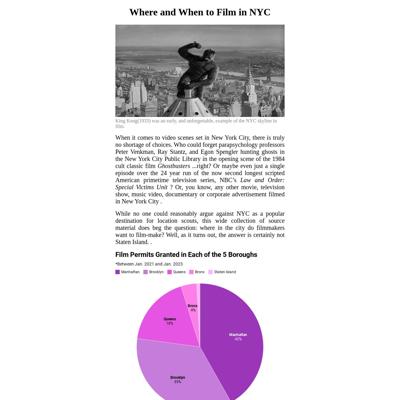 Where and When to Film in NYC
King Kong(1933) was an early, and unforgettable, example of the NYC skyline in
film.
When it comes to video scenes set in New York City, there is truly
no shortage of choices. Who could forget parapsychology professors
Peter Venkman, Ray Stantz, and Egon Spengler hunting ghosts in
the New York City Public Library in the opening scene of the 1984
cult classic film Ghostbusters ...right? Or maybe even just a single
episode over the 24 year run of the now second longest scripted
American primetime television series, NBC's Law and Order:
Special Victims Unit ? Or, you know, any other movie, television
show, music video, documentary or corporate advertisement filmed
in New York City .
While no one could reasonably argue against NYC as a popular
destination for location scouts, this wide collection of source
material does beg the question: where in the city do filmmakers
want to film-make? Well, as it turns out, the answer is certainly not
Staten Island. .
Film Permits Granted in Each of the 5 Boroughs
*Between Jan. 2021 and Jan. 2023
Manhattan Brooklyn Queens Bronx Staten Island
Bronx
Queens
Manhattan
Brooklyn